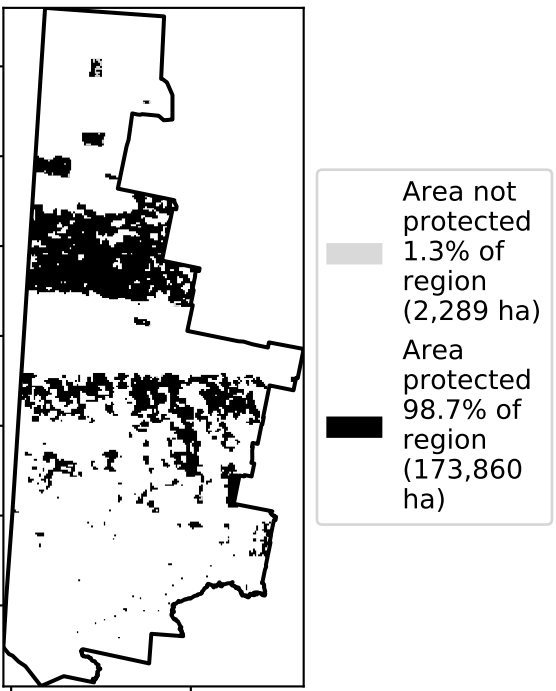 Area not
protected
1.3% of
region
(2,289 ha)
Area
protected
98.7% of
region
(173,860
ha)